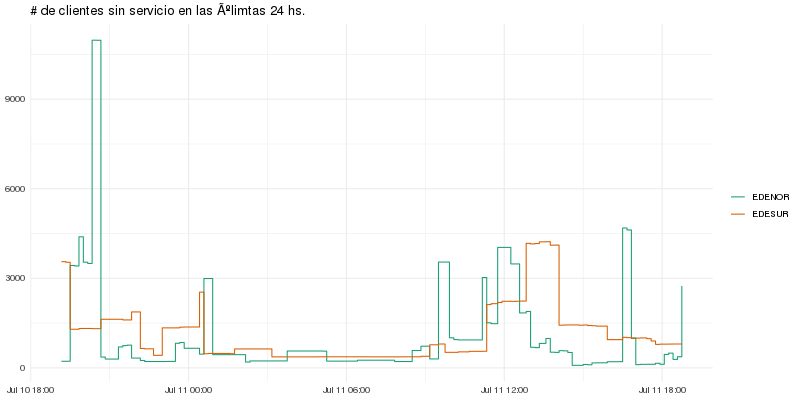 # de clientes sin servicio en las Ãºlimtas 24 hs.
9000
6000
3000
0
Jul 10 18:00
Jul 11 00:00
Jul 11 06:00
Jul 11 12:00
Jul 11 18:00
EDENOR
EDESUR